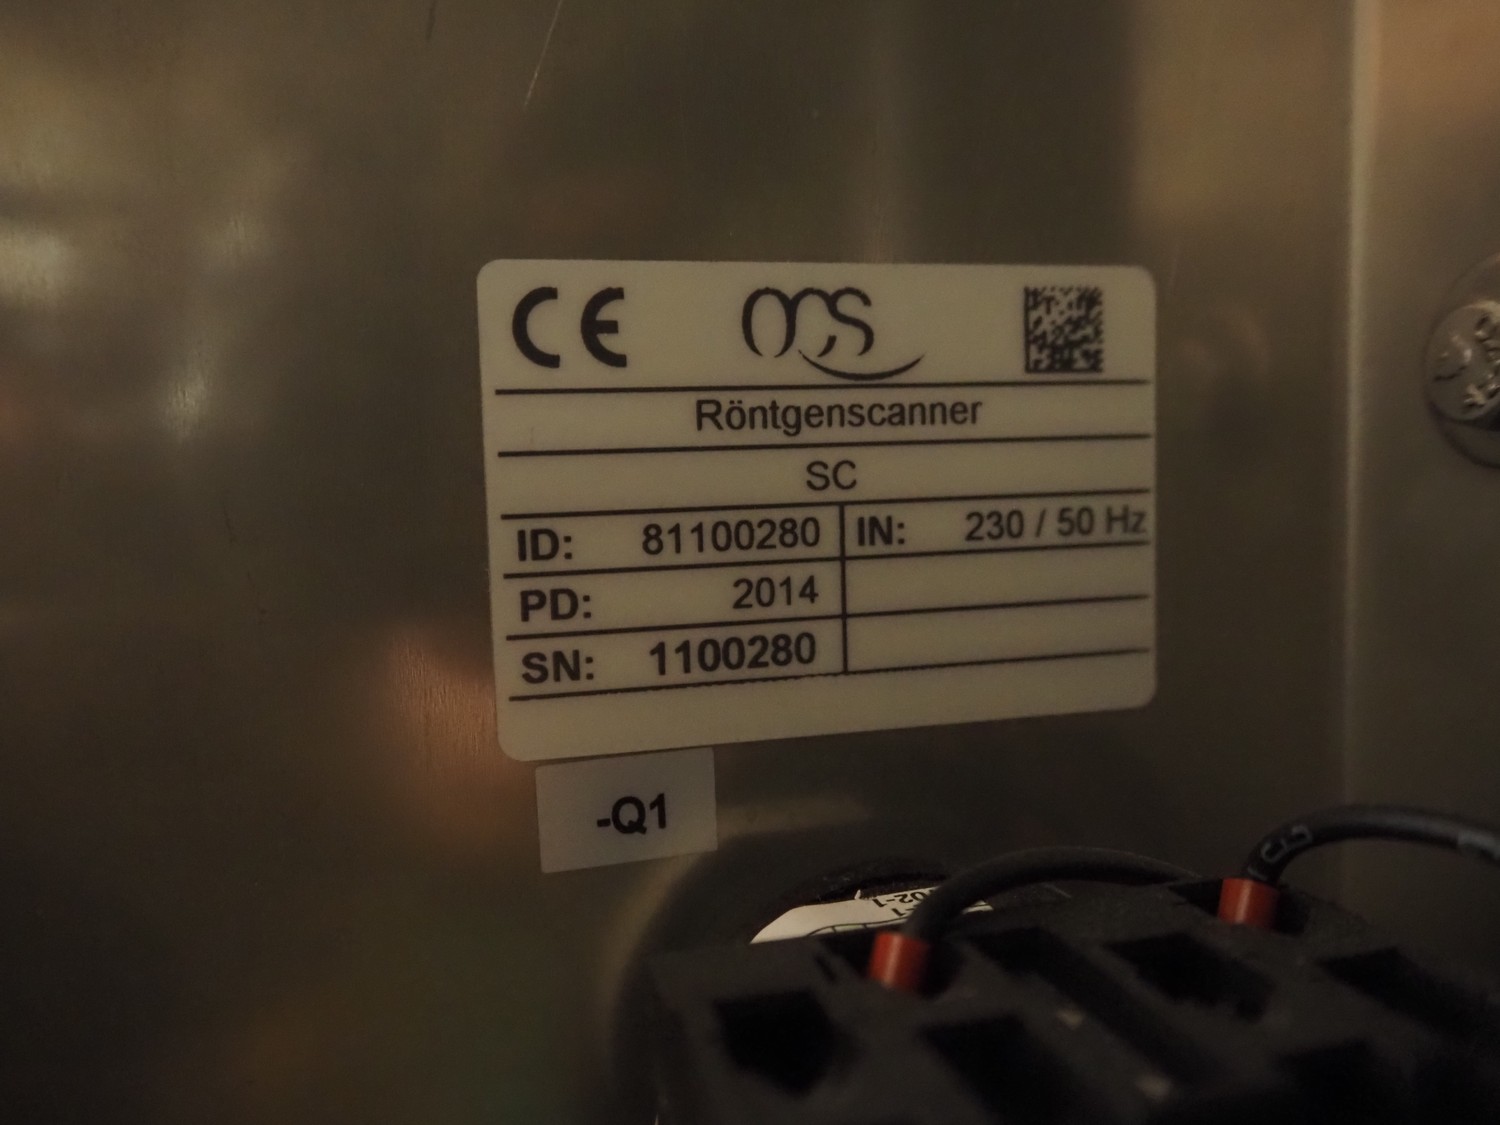 CE OCS
Röntgenscanner
SC
ID: 81100280 IN: 230 / 50 Hz
PD: 2014
SN: 1100280
-Q1